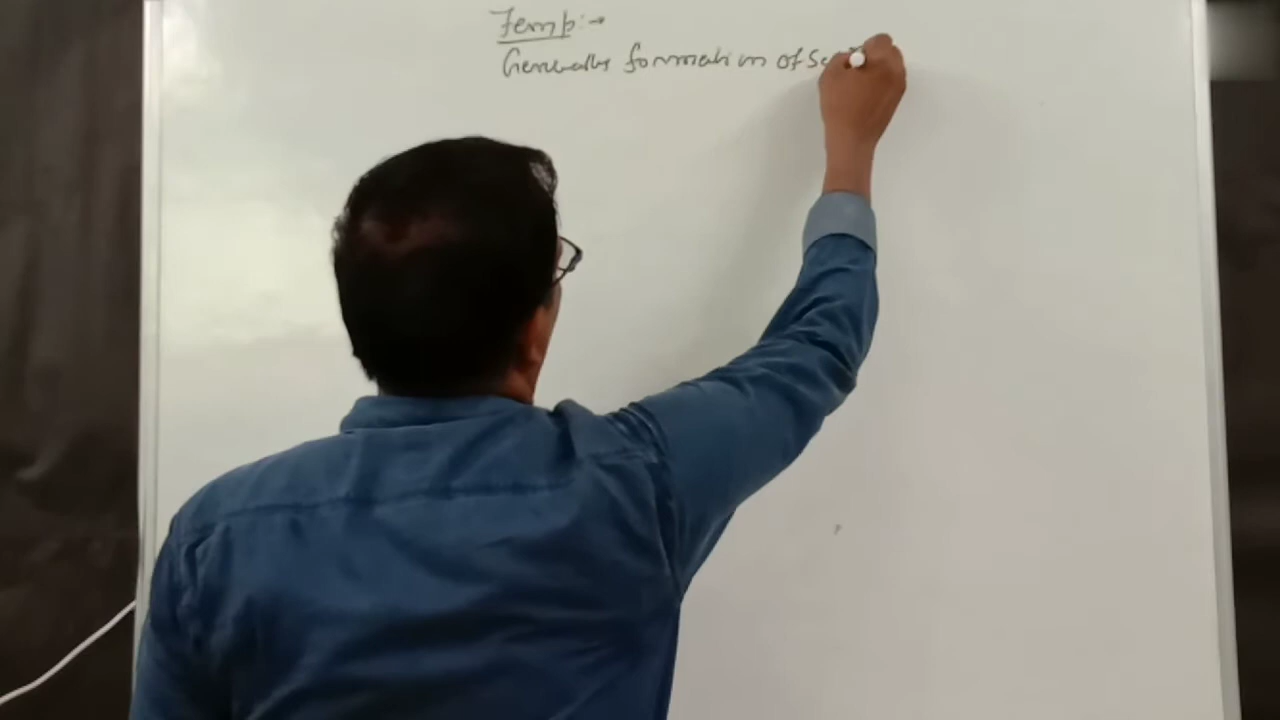 Temp:→
Generally formation of